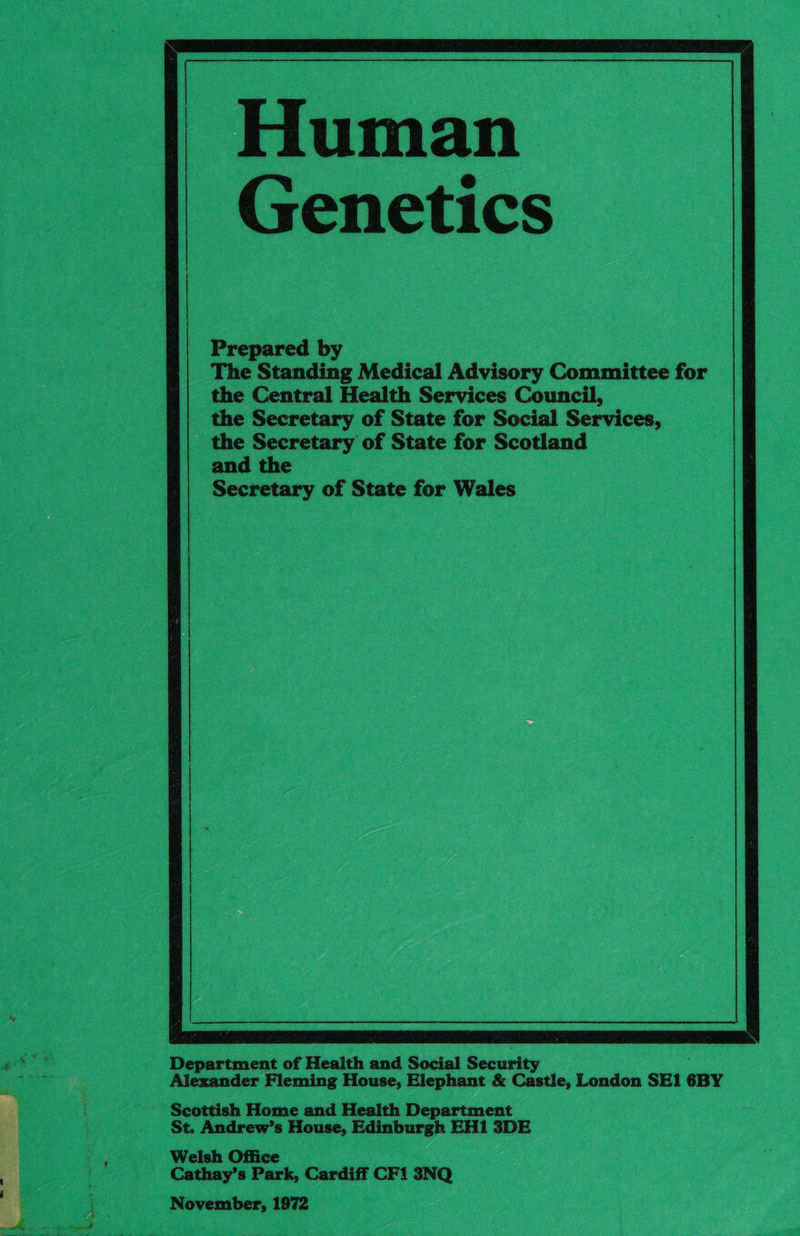 Human
Genetics
Prepared by
The Standing Medical Advisory Committee for
the Central Health Services Council,
the Secretary of State for Social Services,
the Secretary of State for Scotland
and the
Secretary of State for Wales
Department of Health and Social Security
Alexander Fleming House, Elephant & Castle, London SE1 6BY
Scottish Home and Health Department
St. Andrew's House, Edinburgh EH1 3DE
Welsh Office
Cathay's Park, Cardiff CF1 3NQ
November, 1972